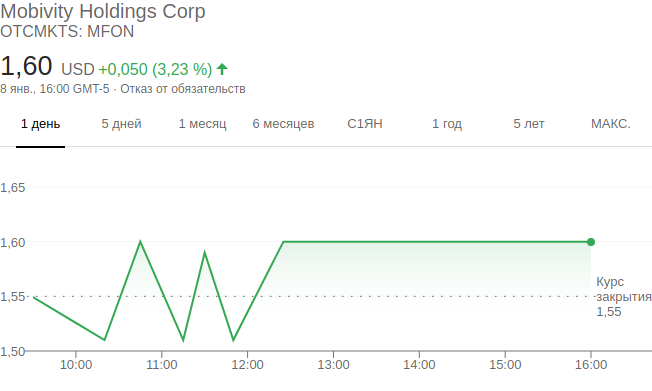 Mobivity Holdings Corp
OTCMKTS: MFON
1,60 USD +0,050 (3,23 %)
8 янв., 16:00 GMT-5 · Отказ от обязательств
1 день 5 дней 1 месяц 6 месяцев С1ЯН 1 год 5 лет МАКС.
1,65
1,60
Курс
1,55 закрытия
1,55
1,50
10:00 11:00 12:00 13:00 14:00 15:00 16:00